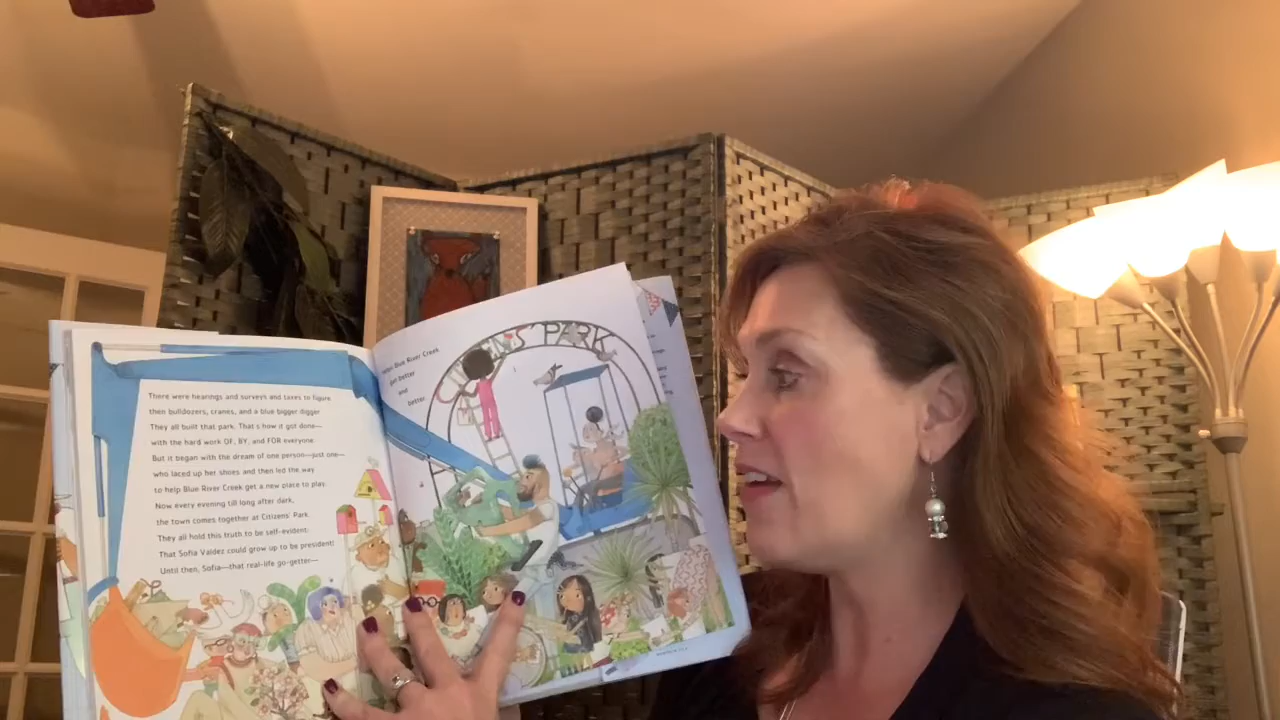 There were hearings and surveys and taxes to figure
then bulldozers, cranes, and a blue bigger digger
They all built that park. That's how it got done—
with the hard work OF, BY, and FOR everyone.
But it began with the dream of one person—just one—
who laced up her shoes and then led the way
to help Blue River Creek get a new place to play.
Now every evening till long after dark,
the town comes together at Citizens' Park.
They all hold this truth to be self-evident:
That Sofia Valdez could grow up to be president!
Until then, Sofia—that real-life go-getter—
Blue River Creek
get better
and
better.
ENS' PARK